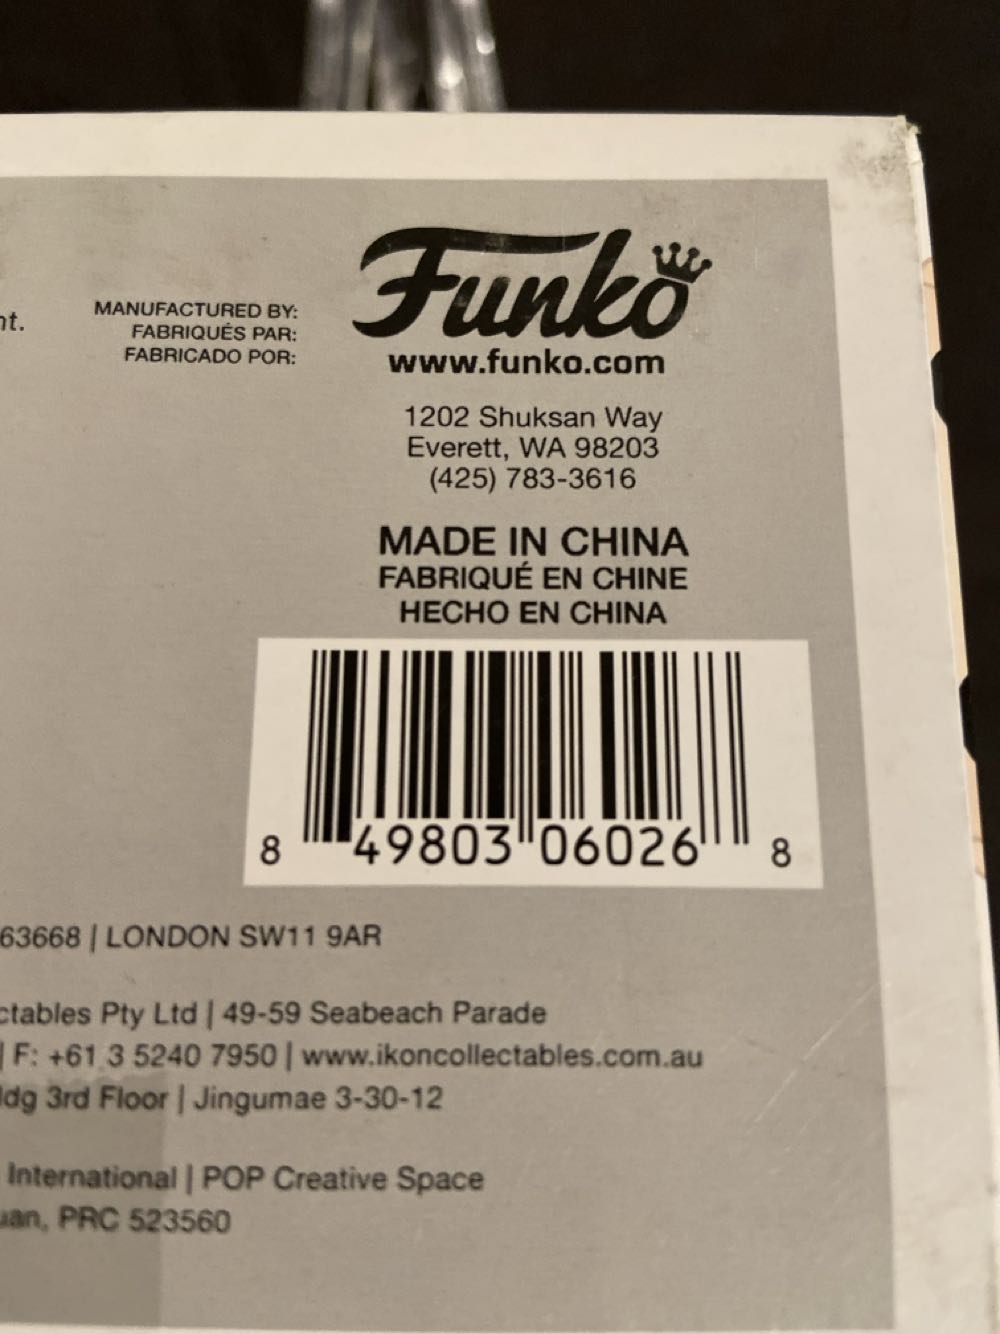 nt.
MANUFACTURED BY:
FABRIQUÉS PAR:
FABRICADO POR:
Funko
www.funko.com
1202 Shuksan Way
Everett, WA 98203
(425) 783-3616
MADE IN CHINA
FABRIQUÉ EN CHINE
HECHO EN CHINA
8 49803 06026 8
63668 | LONDON SW11 9AR
ctables Pty Ltd | 49-59 Seabeach Parade
| F: +61 3 5240 7950 | www.ikoncollectables.com.au
ldg 3rd Floor | Jingumae 3-30-12
International | POP Creative Space
uan, PRC 523560